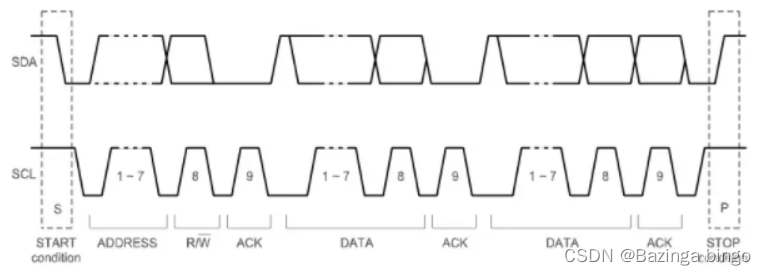 SDA
SCL
1 – 7
8
9
1 – 7
8
9
1 – 7
8
9
S
P
START
condition
ADDRESS
R/W̅
ACK
DATA
ACK
DATA
ACK
STOP
CSDN @Bazinga bingo